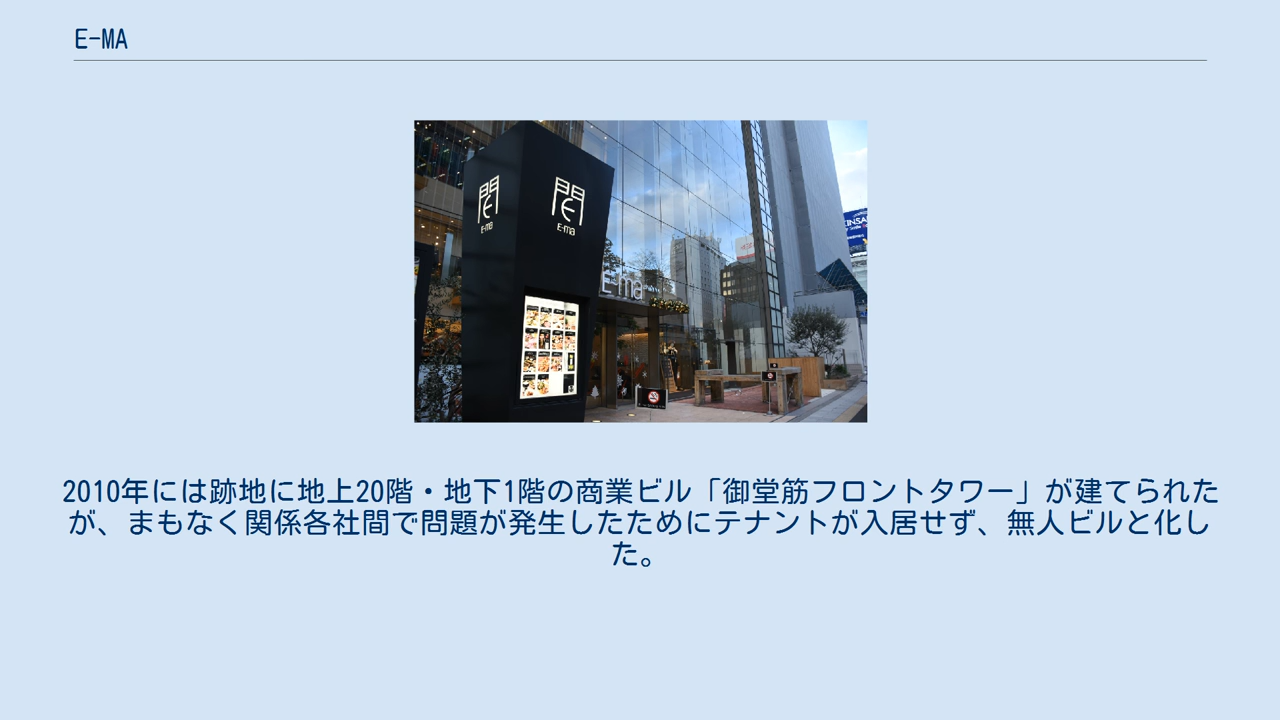 E-MA
E-ma
E-ma
E-ma
KINSA
2010年には跡地に地上20階・地下1階の商業ビル「御堂筋フロントタワー」が建てられた
が、まもなく関係各社間で問題が発生したためにテナントが入居せず、無人ビルと化し
た。